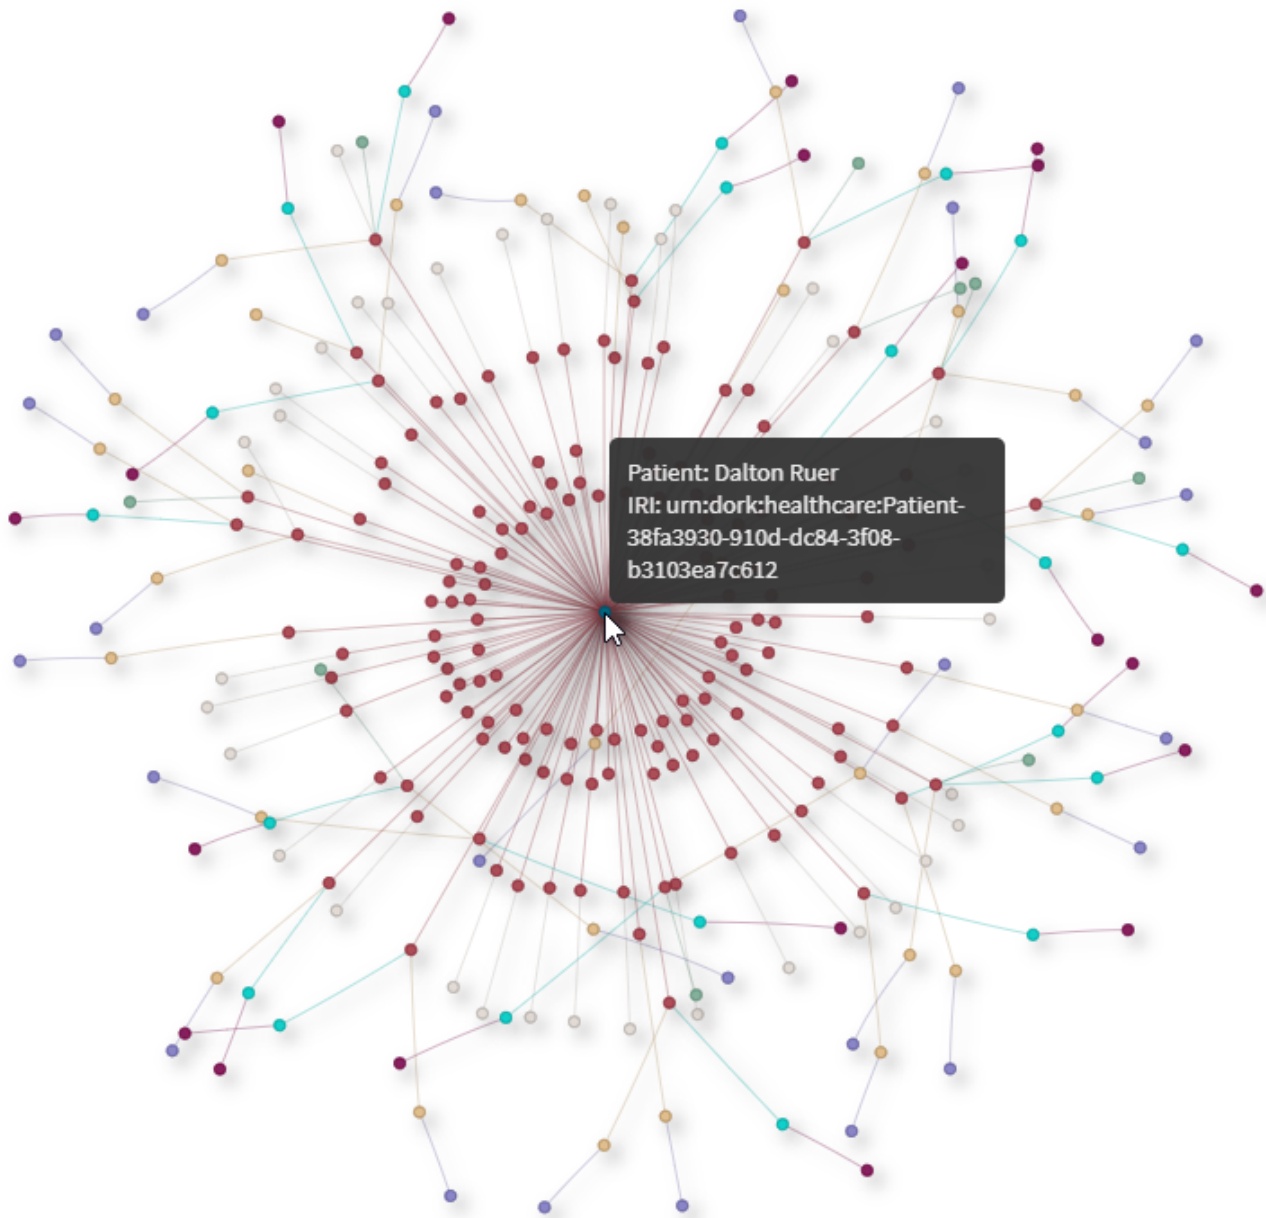 Patient: Dalton Ruer
IRI: urn:dork:healthcare:Patient-
38fa3930-910d-dc84-3f08-
b3103ea7c612